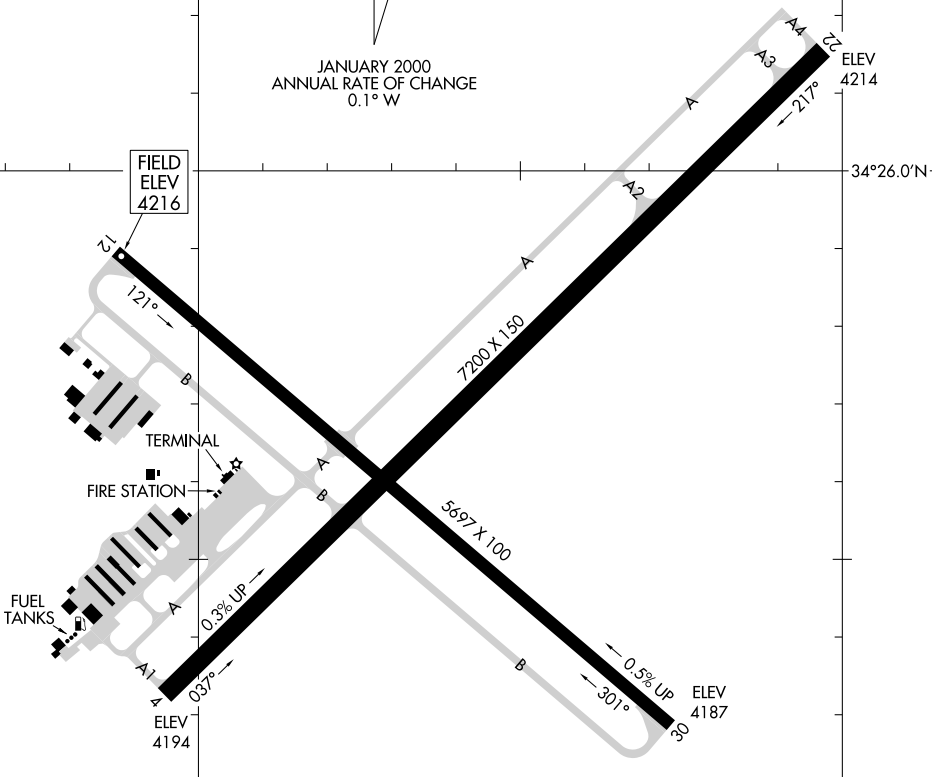 JANUARY 2000
ANNUAL RATE OF CHANGE
0.1° W
A4
22
A3
ELEV
4214
A
217°
FIELD
ELEV
4216
34°26.0'N
A2
12
A
121°
7200 X 150
B
TERMINAL
A
FIRE STATION
B
5697 X 100
FUEL
TANKS
A
0.3% UP
A1
037°
4
ELEV
4194
B
0.5% UP
301°
ELEV
4187
30